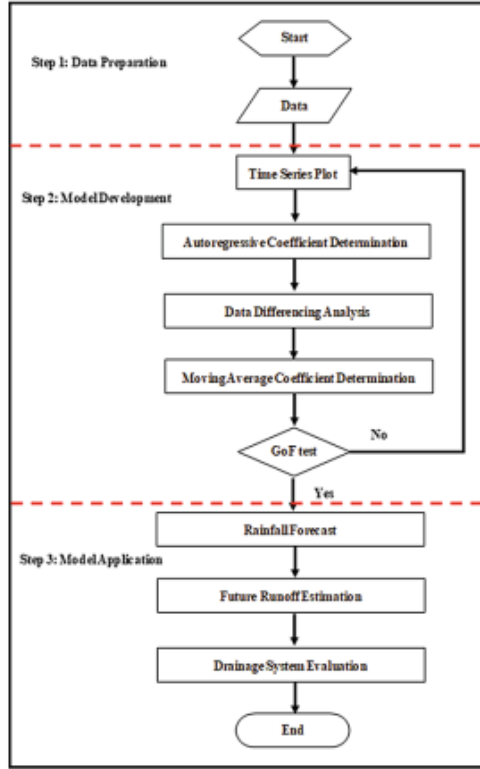 Start
Step 1: Data Preparation
Data
Time Series Plot
Step 2: Model Development
Autoregressive Coefficient Determination
Data Differencing Analysis
Moving Average Coefficient Determination
No
GoF test
Yes
Rainfall Forecast
Step 3: Model Application
Future Runoff Estimation
Drainage System Evaluation
End